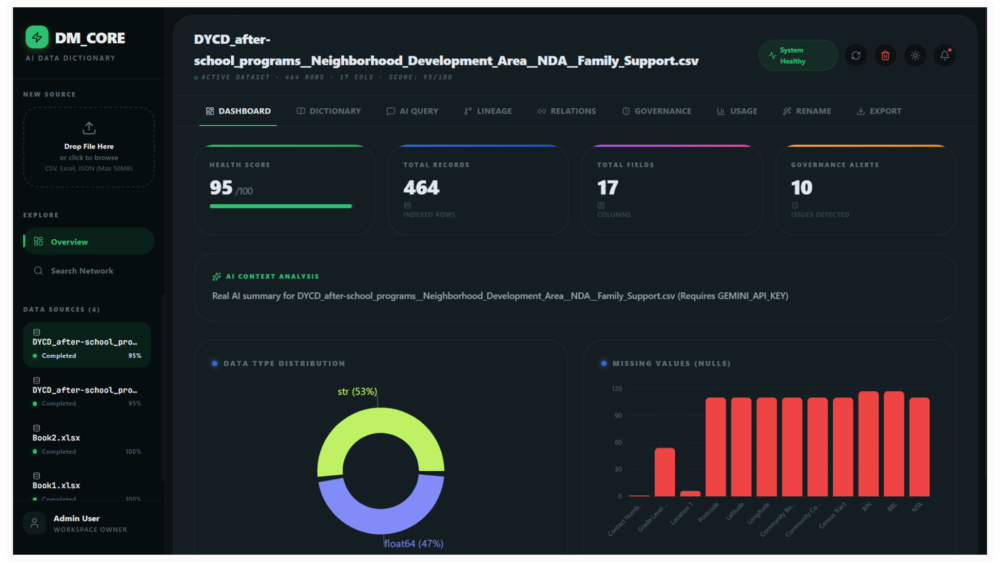 DM_CORE
AI DATA DICTIONARY
NEW SOURCE
Drop File Here
or click to browse
CSV, Excel, JSON (Max 50MB)
EXPLORE
Overview
Search Network
DATA SOURCES (4)
DYCD_after-school_pro…
Completed 95%
DYCD_after-school_pro…
Completed 95%
Book2.xlsx
Completed 100%
Book1.xlsx
Completed 100%
Admin User
WORKSPACE OWNER
DYCD_after-
school_programs__Neighborhood_Development_Area__NDA__Family_Support.csv
ACTIVE DATASET · 464 ROWS · 17 COLS · SCORE: 95/100
System
Healthy
DASHBOARD DICTIONARY AI QUERY LINEAGE RELATIONS GOVERNANCE USAGE RENAME EXPORT
HEALTH SCORE
95 /100
TOTAL RECORDS
464
INDEXED ROWS
TOTAL FIELDS
17
COLUMNS
GOVERNANCE ALERTS
10
ISSUES DETECTED
AI CONTEXT ANALYSIS
Real AI summary for DYCD_after-school_programs__Neighborhood_Development_Area__NDA__Family_Support.csv (Requires GEMINI_API_KEY)
DATA TYPE DISTRIBUTION
str (53%)
float64 (47%)
MISSING VALUES (NULLS)
120
90
60
30
0
Contact Numb…
Grade Level …
Location 1
Postcode
Latitude
Longitude
Community Bo…
Community Co…
Census Tract
BIN
BBL
NTA